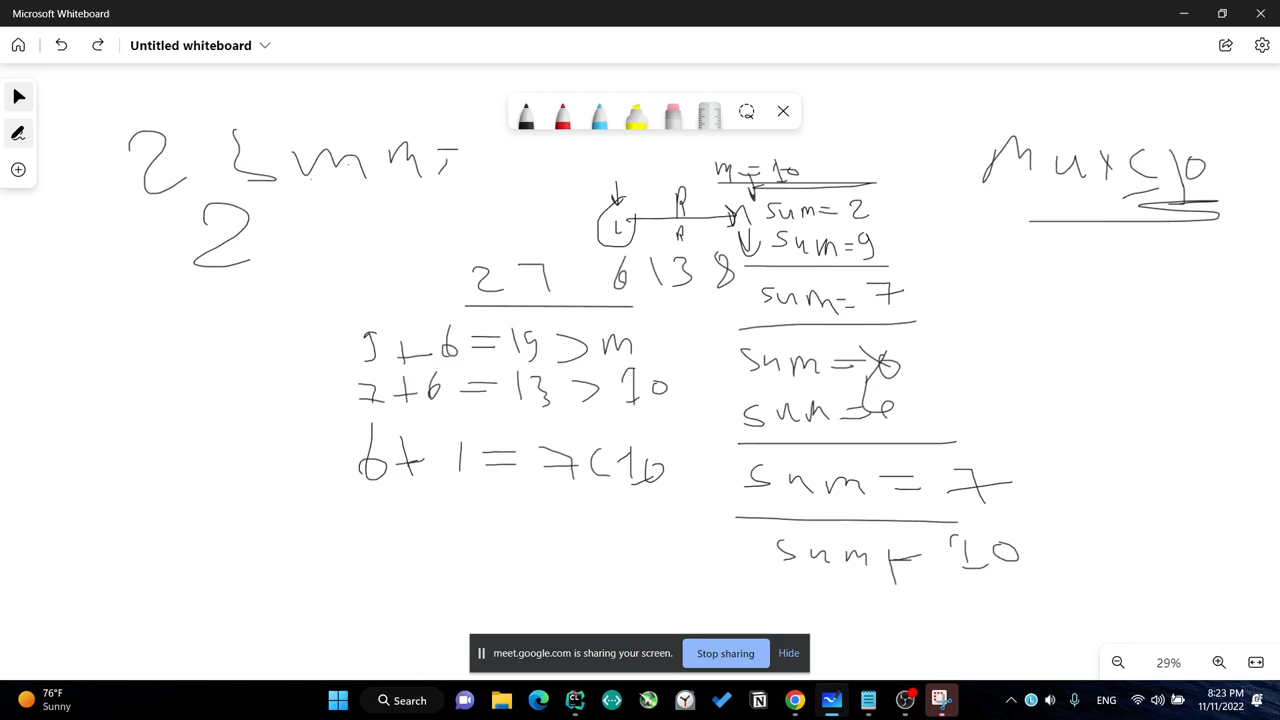 Microsoft Whiteboard
Untitled whiteboard
2
2
m = 10
sum = 2
sum = 9
sum = 7
L R
R
2 7 6 1 3 8
9 + 6 = 15 > m
7 + 6 = 13 > 10
6 + 1 = 7 < 10
sum = 6
sum =
sum = 7
sum = 10
Max < 10
meet.google.com is sharing your screen.
Stop sharing
Hide
29%
76°F
Sunny
Search
ENG
8:23 PM
11/11/2022